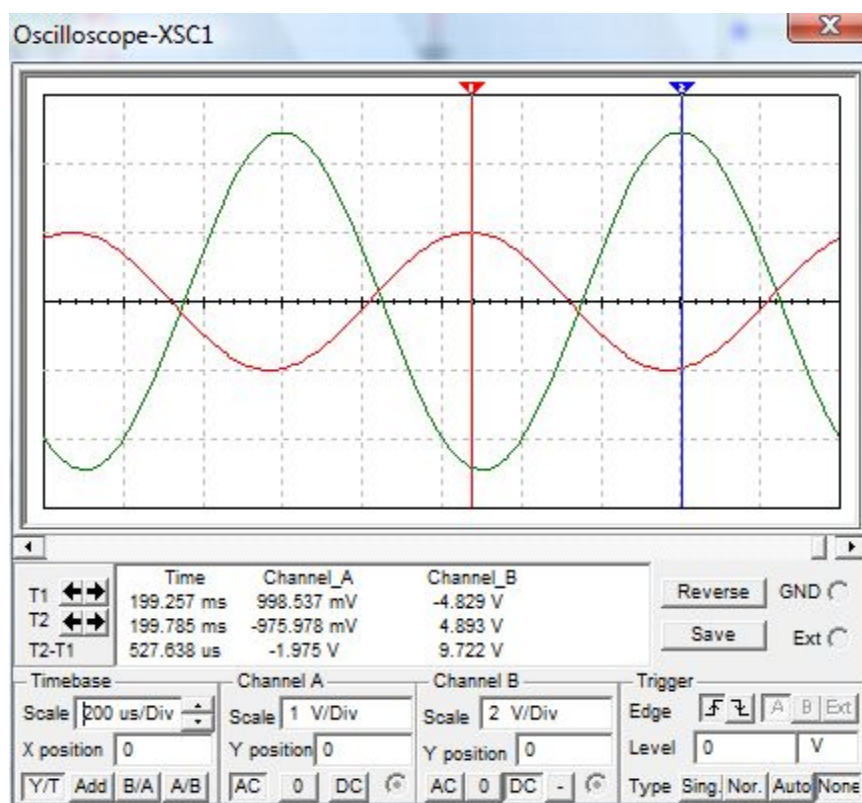 Oscilloscope-XSC1
x
1 2
Time Channel_A Channel_B
T1 199.257 ms 998.537 mV -4.829 V
T2 199.785 ms -975.978 mV 4.893 V
T2-T1 527.638 us -1.975 V 9.722 V
Reverse GND
Save Ext
Timebase Channel A Channel B Trigger
Scale 200 us/Div Scale 1 V/Div Scale 2 V/Div Edge A B Ext
X position 0 Y position 0 Y position 0 Level 0 V
Y/T Add B/A A/B AC 0 DC AC 0 DC - Type Sing. Nor. Auto None